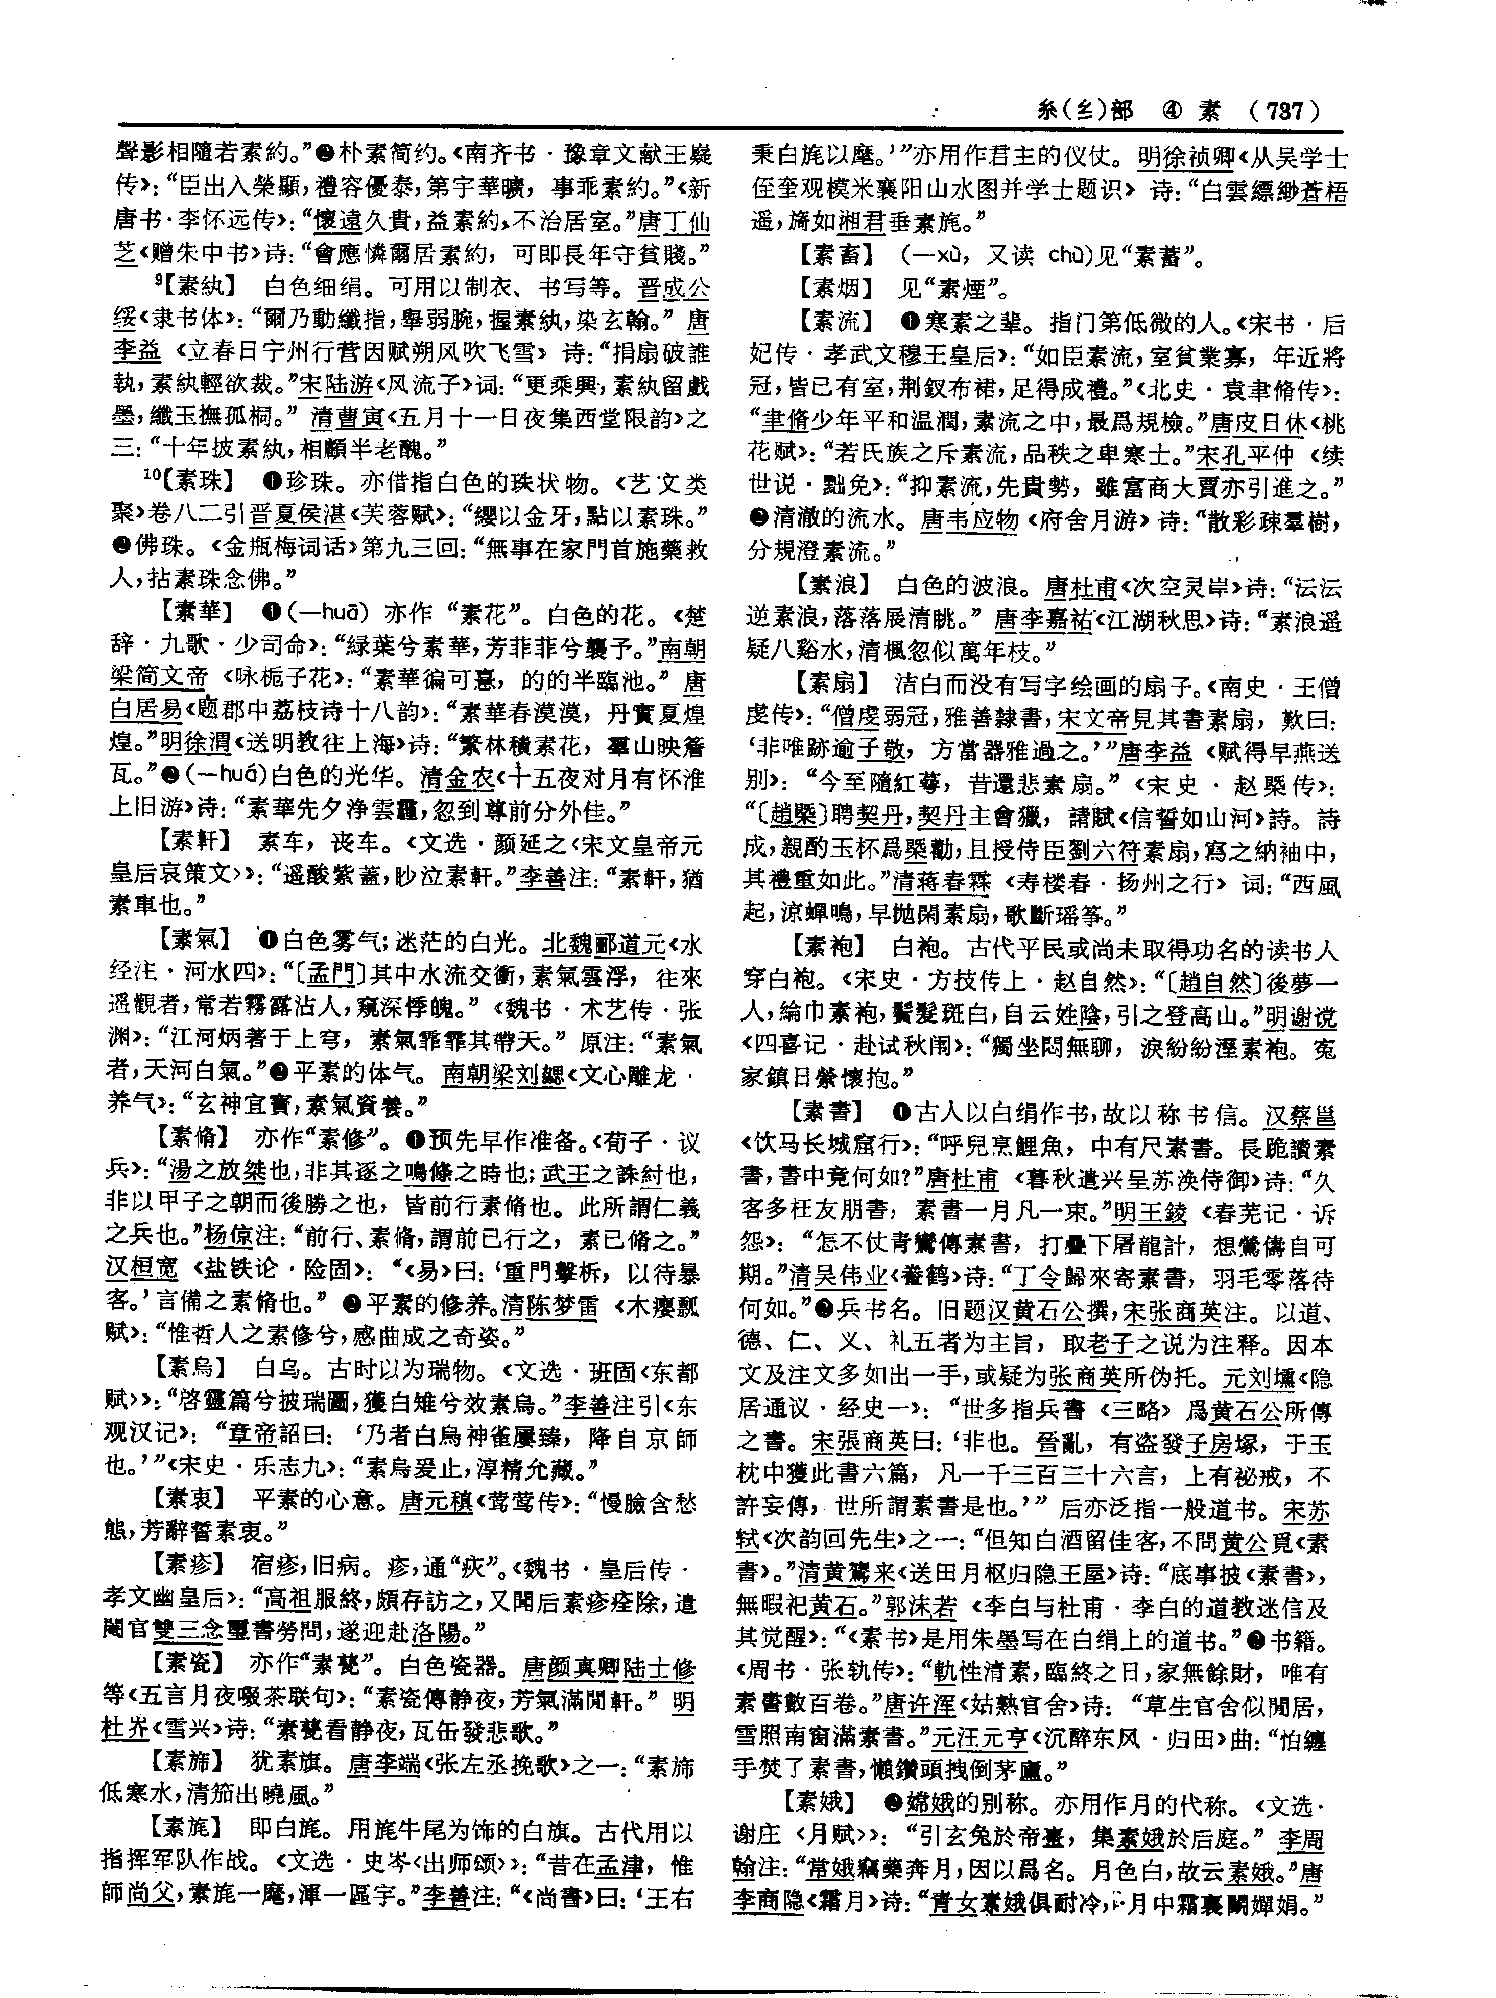 糸(纟)部 ④ 素 (737)
聲影相隨若素約。”❷朴素简约。《南齐书·豫章文献王嶷
传》：“臣出入榮顯，禮容優泰，第宇華曠，事乖素約。”《新
唐书·李怀远传》：“懷遠久貴，益素約，不治居室。”唐丁仙
芝《赠朱中书》诗：“會應憐爾居素約，可即長年守貧賤。”
⁹【素紈】 白色细绢。可用以制衣、书写等。晋成公
绥《隶书体》：“爾乃動纖指，舉弱腕，握素紈，染玄翰。”唐
李益《立春日宁州行营因赋朔风吹飞雪》诗：“捐扇破誰
執，素紈輕欲裁。”宋陆游《风流子》词：“更乘興，素紈留戲
墨，纖玉撫孤桐。”清曹寅《五月十一日夜集西堂限韵》之
三：“十年披素紈，相顧半老醜。”
¹⁰【素珠】 ❶珍珠。亦借指白色的珠状物。《艺文类
聚》卷八二引晋夏侯湛《芙蓉赋》：“纓以金牙，點以素珠。”
❷佛珠。《金瓶梅词话》第九三回：“無事在家門首施藥救
人，拈素珠念佛。”
【素華】 ❶(—huā) 亦作“素花”。白色的花。《楚
辞·九歌·少司命》：“緑葉兮素華，芳菲菲兮襲予。”南朝
梁简文帝《咏栀子花》：“素華徧可憙，的的半臨池。”唐
白居易《题郡中荔枝诗十八韵》：“素華春漠漠，丹實夏煌
煌。”明徐渭《送明教往上海》诗：“繁林積素花，羣山映簷
瓦。”❷(—huá)白色的光华。清金农《十五夜对月有怀淮
上旧游》诗：“素華先夕净雲霾，忽到尊前分外佳。”
【素軒】 素车，丧车。《文选·颜延之〈宋文皇帝元
皇后哀策文〉》：“遥酸紫蓋，眇泣素軒。”李善注：“素軒，猶
素車也。”
【素氣】 ❶白色雾气；迷茫的白光。北魏郦道元《水
经注·河水四》：“〔孟門〕其中水流交衝，素氣雲浮，往來
遥觀者，常若霧露沾人，窺深悸魄。”《魏书·术艺传·张
渊》：“江河炳著于上穹，素氣霏霏其帶天。”原注：“素氣
者，天河白氣。”❷平素的体气。南朝梁刘勰《文心雕龙·
养气》：“玄神宜寶，素氣資養。”
【素脩】 亦作“素修”。❶预先早作准备。《荀子·议
兵》：“湯之放桀也，非其逐之鳴條之時也；武王之誅紂也，
非以甲子之朝而後勝之也，皆前行素脩也。此所謂仁義
之兵也。”杨倞注：“前行、素脩，謂前已行之，素已脩之。”
汉桓宽《盐铁论·险固》：“《易》曰：‘重門擊柝，以待暴
客。’言備之素脩也。”❷平素的修养。清陈梦雷《木瘿瓢
赋》：“惟哲人之素修兮，感曲成之奇姿。”
【素烏】 白乌。古时以为瑞物。《文选·班固〈东都
赋〉》：“啓靈篇兮披瑞圖，獲白雉兮效素烏。”李善注引《东
观汉记》：“章帝詔曰：‘乃者白烏神雀屢臻，降自京師
也。’”《宋史·乐志九》：“素烏爰止，淳精允藏。”
【素衷】 平素的心意。唐元稹《莺莺传》：“慢臉含愁
態，芳辭誓素衷。”
【素疹】 宿疹，旧病。疹，通“疢”。《魏书·皇后传·
孝文幽皇后》：“高祖服終，頗存訪之，又聞后素疹痊除，遣
閹官雙三念璽書勞問，遂迎赴洛陽。”
【素瓷】 亦作“素甆”。白色瓷器。唐颜真卿陆士修
等《五言月夜啜茶联句》：“素瓷傳静夜，芳氣滿閒軒。”明
杜岕《雪兴》诗：“素甆看静夜，瓦缶發悲歌。”
【素斾】 犹素旗。唐李端《张左丞挽歌》之一：“素斾
低寒水，清笳出曉風。”
【素旄】 即白旄。用旄牛尾为饰的白旗。古代用以
指挥军队作战。《文选·史岑〈出师颂〉》：“昔在孟津，惟
師尚父，素旄一麾，渾一區宇。”李善注：“《尚書》曰：‘王右
秉白旄以麾。’”亦用作君主的仪仗。明徐祯卿《从吴学士
侄奎观模米襄阳山水图并学士题识》诗：“白雲縹緲蒼梧
遥，旖如湘君垂素旄。”
【素畜】 (—xù，又读 chù)见“素蓄”。
【素烟】 见“素煙”。
【素流】 ❶寒素之辈。指门第低微的人。《宋书·后
妃传·孝武文穆王皇后》：“如臣素流，室貧業寡，年近將
冠，皆已有室，荆釵布裙，足得成禮。”《北史·袁聿脩传》：
“聿脩少年平和温潤，素流之中，最爲規檢。”唐皮日休《桃
花赋》：“若氏族之斥素流，品秩之卑寒士。”宋孔平仲《续
世说·黜免》：“抑素流，先貴勢，雖富商大賈亦引進之。”
❷清澈的流水。唐韦应物《府舍月游》诗：“散彩疎羣樹，
分規澄素流。”
【素浪】 白色的波浪。唐杜甫《次空灵岸》诗：“沄沄
逆素浪，落落展清眺。”唐李嘉祐《江湖秋思》诗：“素浪遥
疑八谿水，清楓忽似萬年枝。”
【素扇】 洁白而没有写字绘画的扇子。《南史·王僧
虔传》：“僧虔弱冠，雅善隸書，宋文帝見其書素扇，歎曰：
‘非唯跡逾子敬，方當器雅過之。’”唐李益《赋得早燕送
别》：“今至隨紅萼，昔還悲素扇。”《宋史·赵槩传》：
“〔趙槩〕聘契丹，契丹主會獵，請賦《信誓如山河》詩。詩
成，親酌玉杯爲槩勸，且授侍臣劉六符素扇，寫之納袖中，
其禮重如此。”清蒋春霖《寿楼春·扬州之行》词：“西風
起，涼蟬鳴，早抛閑素扇，歌斷瑶筝。”
【素袍】 白袍。古代平民或尚未取得功名的读书人
穿白袍。《宋史·方技传上·赵自然》：“〔趙自然〕後夢一
人，綸巾素袍，鬢髮斑白，自云姓陰，引之登高山。”明谢谠
《四喜记·赴试秋闱》：“獨坐悶無聊，淚紛紛溼素袍。冤
家鎮日縈懷抱。”
【素書】 ❶古人以白绢作书，故以称书信。汉蔡邕
《饮马长城窟行》：“呼兒烹鯉魚，中有尺素書。長跪讀素
書，書中竟何如？”唐杜甫《暮秋遣兴呈苏涣侍御》诗：“久
客多枉友朋書，素書一月凡一束。”明王錂《春芜记·诉
怨》：“怎不仗青鸞傳素書，打疊下屠龍計，想鶯儔自可
期。”清吴伟业《养鹤》诗：“丁令歸來寄素書，羽毛零落待
何如。”❷兵书名。旧题汉黄石公撰，宋张商英注。以道、
德、仁、义、礼五者为主旨，取老子之说为注释。因本
文及注文多如出一手，或疑为张商英所伪托。元刘壎《隐
居通议·经史一》：“世多指兵書《三略》爲黄石公所傳
之書。宋張商英曰：‘非也。晉亂，有盗發子房塚，于玉
枕中獲此書六篇，凡一千三百三十六言，上有祕戒，不
許妄傳，世所謂素書是也。’”后亦泛指一般道书。宋苏
轼《次韵回先生》之一：“但知白酒留佳客，不問黄公覓《素
書》。”清黄鷟来《送田月枢归隐王屋》诗：“底事披《素書》，
無暇祀黄石。”郭沫若《李白与杜甫·李白的道教迷信及
其觉醒》：“《素书》是用朱墨写在白绢上的道书。”❸书籍。
《周书·张轨传》：“軌性清素，臨終之日，家無餘財，唯有
素書數百卷。”唐许浑《姑熟官舍》诗：“草生官舍似閒居，
雪照南窗滿素書。”元汪元亨《沉醉东风·归田》曲：“怕纏
手焚了素書，懶鑽頭拽倒茅廬。”
【素娥】 ❶嫦娥的别称。亦用作月的代称。《文选·
谢庄〈月赋〉》：“引玄兔於帝臺，集素娥於后庭。”李周
翰注：“常娥竊藥奔月，因以爲名。月色白，故云素娥。”唐
李商隐《霜月》诗：“青女素娥俱耐冷，月中霜裏鬭嬋娟。”